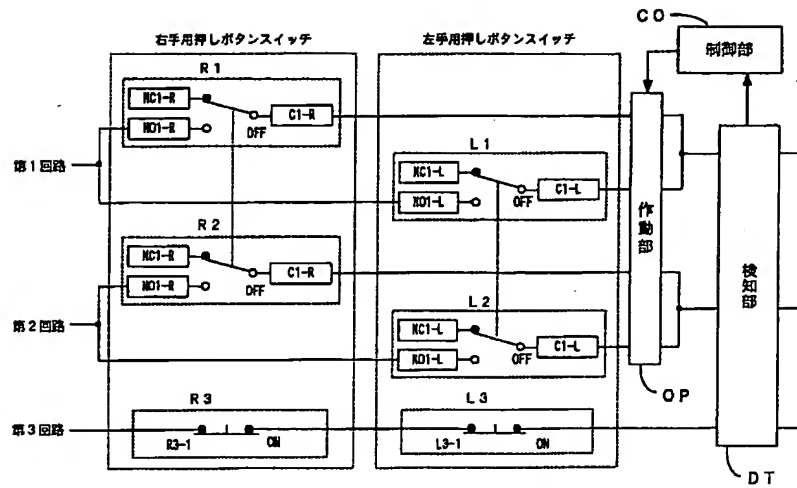 CO
右手用押しボタンスイッチ
左手用押しボタンスイッチ
制御部
R1
NC1-R
NO1-R
OFF
C1-R
第1回路
L1
NC1-L
NO1-L
OFF
C1-L
作動部
検知部
R2
NC1-R
NO1-R
OFF
C1-R
第2回路
L2
NC1-L
NO1-L
OFF
C1-L
OP
R3
L3
第3回路
R3-1
ON
L3-1
ON
DT